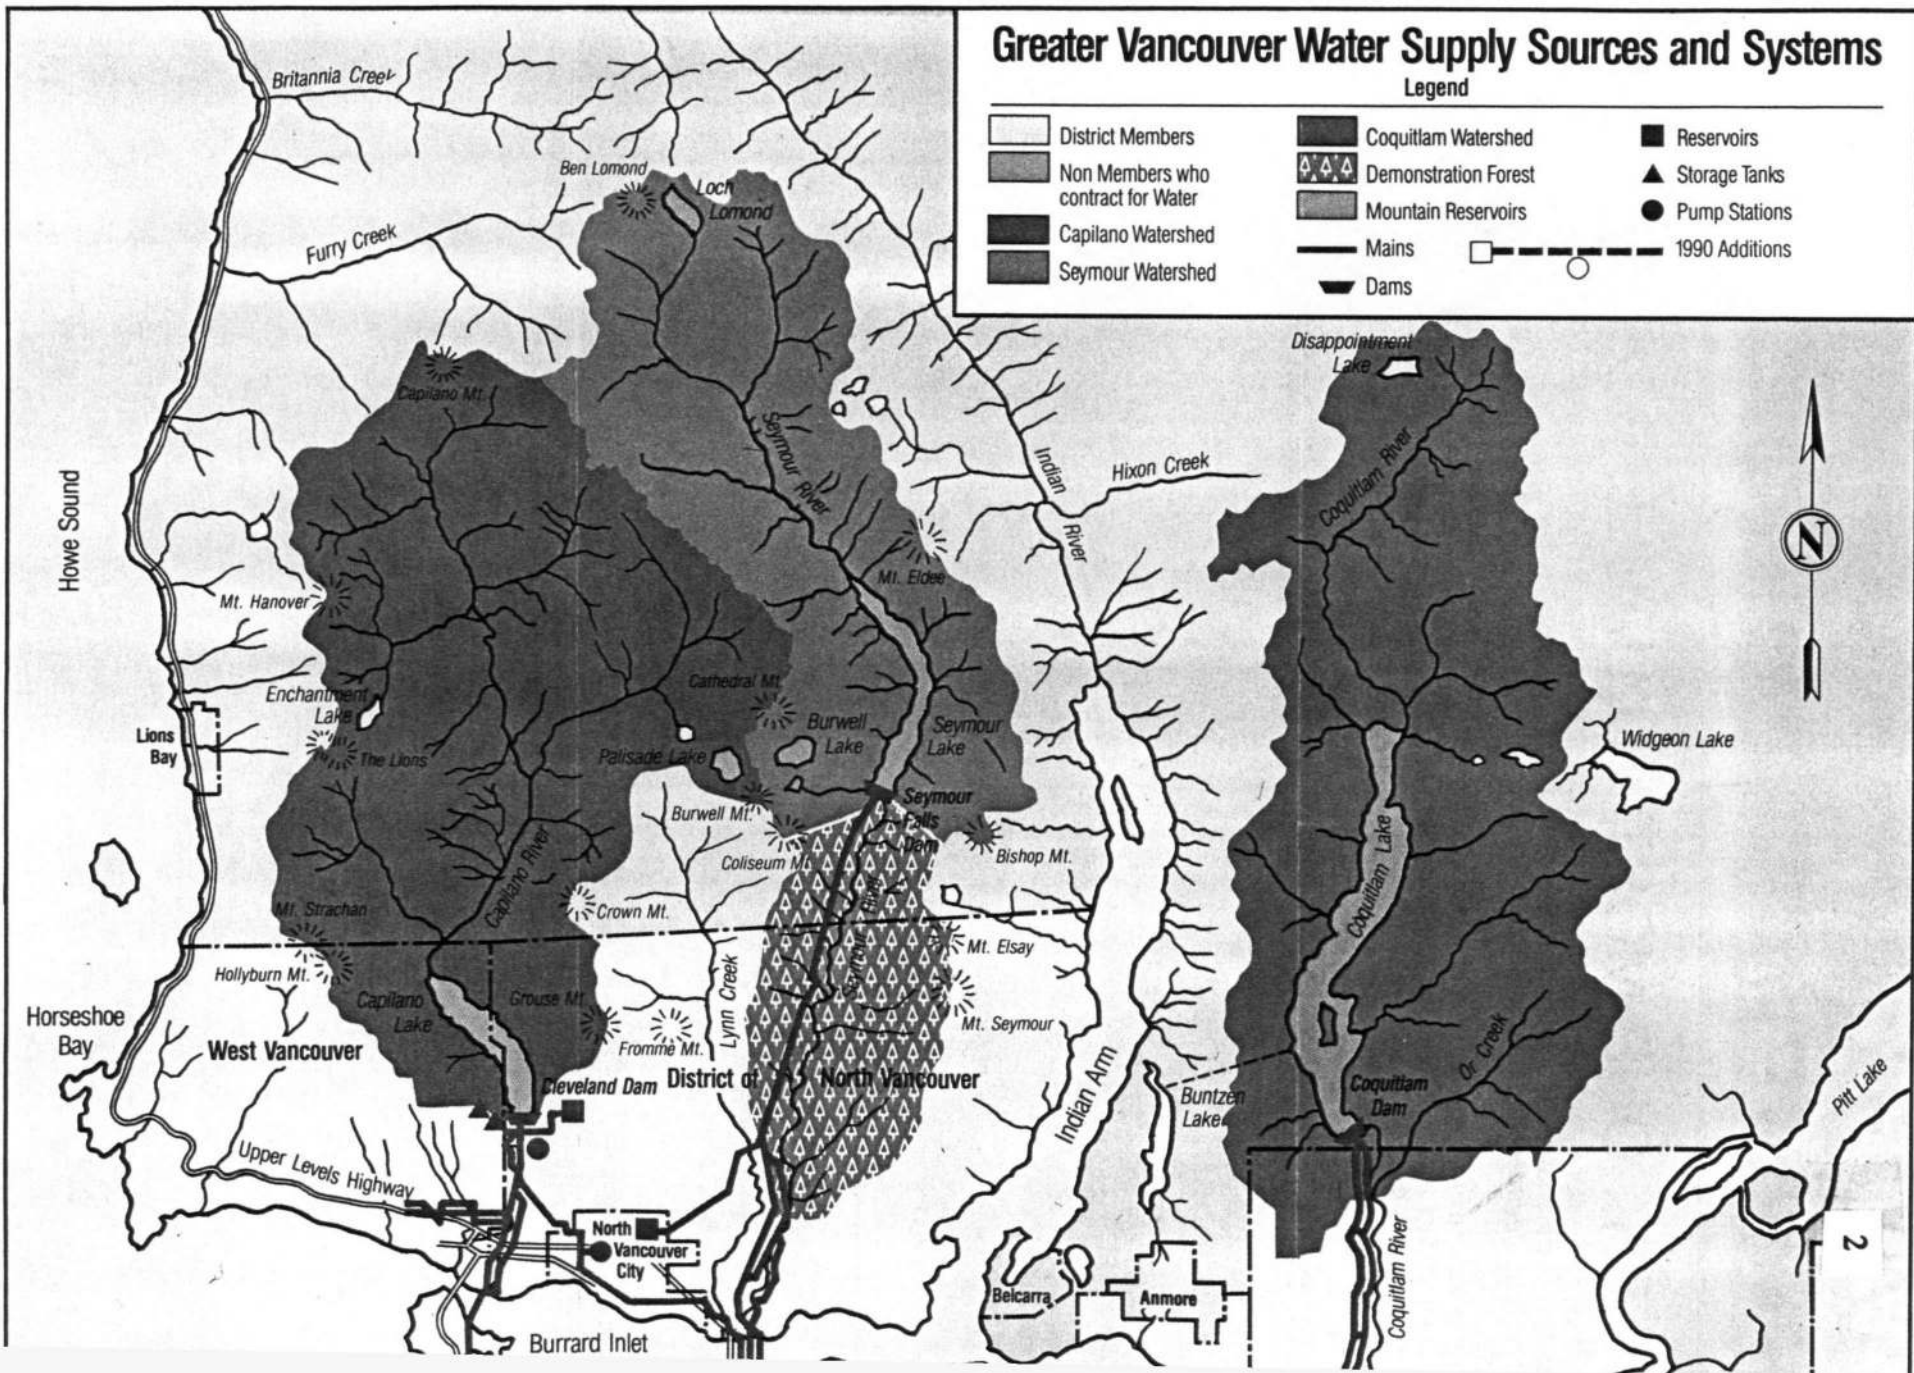 Greater Vancouver Water Supply Sources and Systems
Legend
District Members
Non Members who
contract for Water
Capilano Watershed
Seymour Watershed
Coquitlam Watershed
Demonstration Forest
Mountain Reservoirs
Mains
Dams
Reservoirs
Storage Tanks
Pump Stations
1990 Additions
Britannia Creek
Ben Lomond
Loch
Lomond
Furry Creek
Capilano Mt.
Disappointment
Lake
Seymour River
Indian
River
Hixon Creek
Coquitlam River
N
Howe Sound
Mt. Eldee
Mt. Hanover
Enchantment
Lake
Cathedral Mt.
Burwell
Lake
Seymour
Lake
Lions
Bay
The Lions
Palisade Lake
Widgeon Lake
Burwell Mt.
Seymour
Falls
Dam
Coliseum Mt.
Bishop Mt.
Capilano River
Coquitlam Lake
Mt. Strachan
Crown Mt.
Seymour River
Mt. Elsay
Hollyburn Mt.
Capilano
Lake
Grouse Mt.
Lynn Creek
Mt. Seymour
Horseshoe
Bay
West Vancouver
Fromme Mt.
Cleveland Dam
District of North Vancouver
Indian Arm
Buntzen
Lake
Coquitlam
Dam
Or Creek
Pitt Lake
Upper Levels Highway
North
Vancouver
City
Belcarra
Anmore
Coquitlam River
2
Burrard Inlet